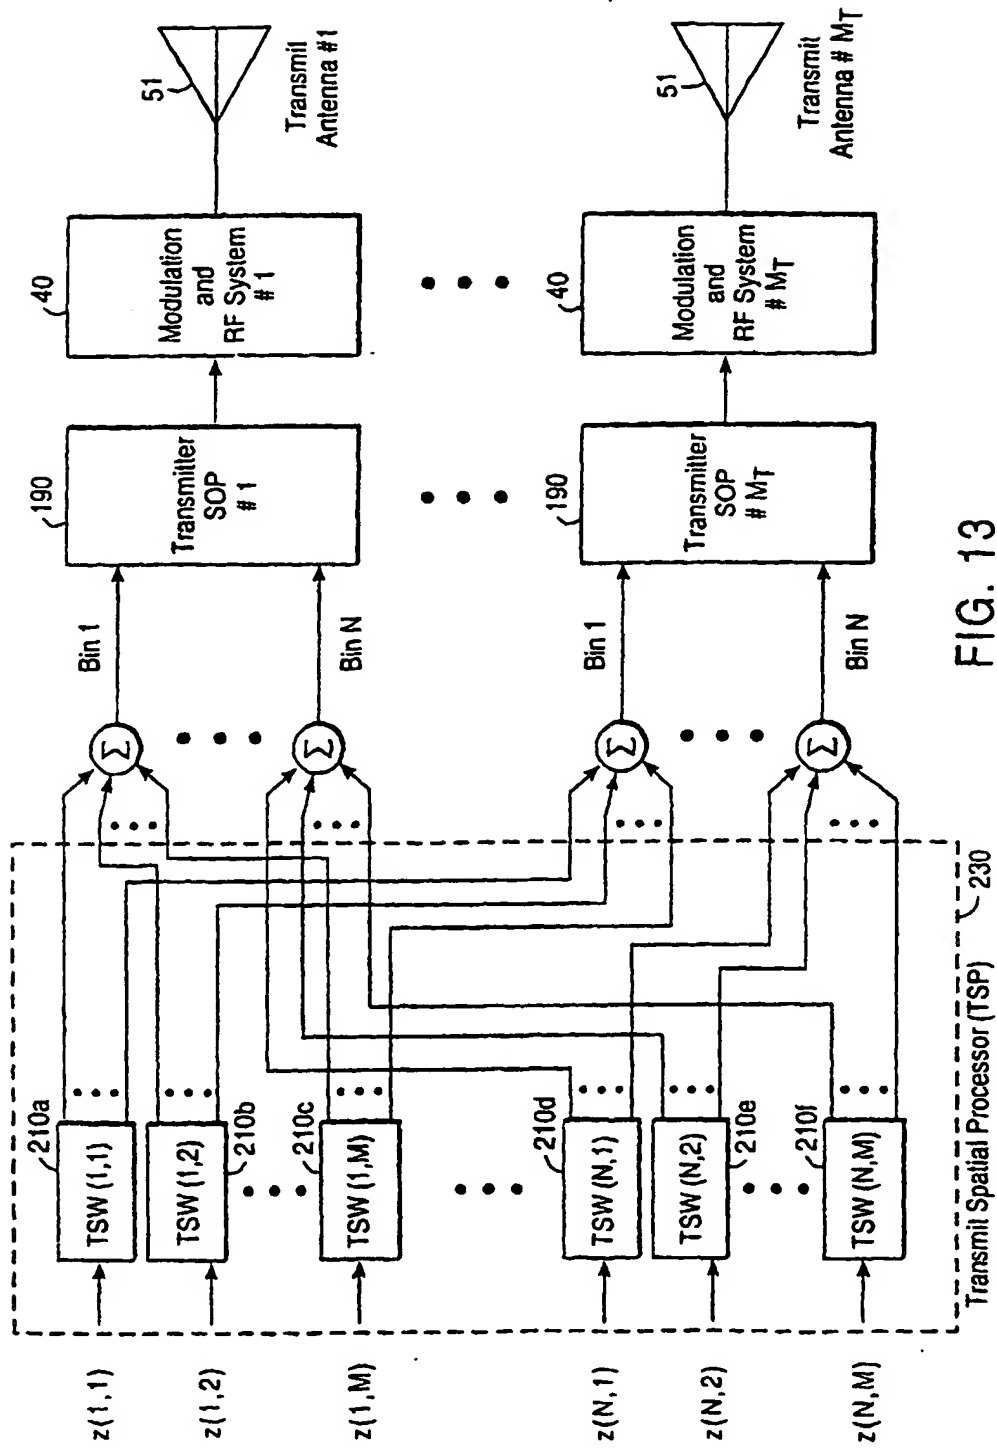 z(1,1)
z(1,2)
z(1,M)
z(N,1)
z(N,2)
z(N,M)
210a
TSW (1,1)
TSW (1,2)
210b
210c
TSW (1,M)
210d
TSW (N,1)
TSW (N,2)
210e
210f
TSW (N,M)
Transmit Spatial Processor (TSP)
230
Σ
Bin 1
Σ
Bin N
Σ
Bin 1
Σ
Bin N
190
Transmitter
SOP
# 1
190
Transmitter
SOP
# MT
40
Modulation
and
RF System
# 1
40
Modulation
and
RF System
# MT
51
Transmit
Antenna #1
51
Transmit
Antenna # MT
FIG. 13